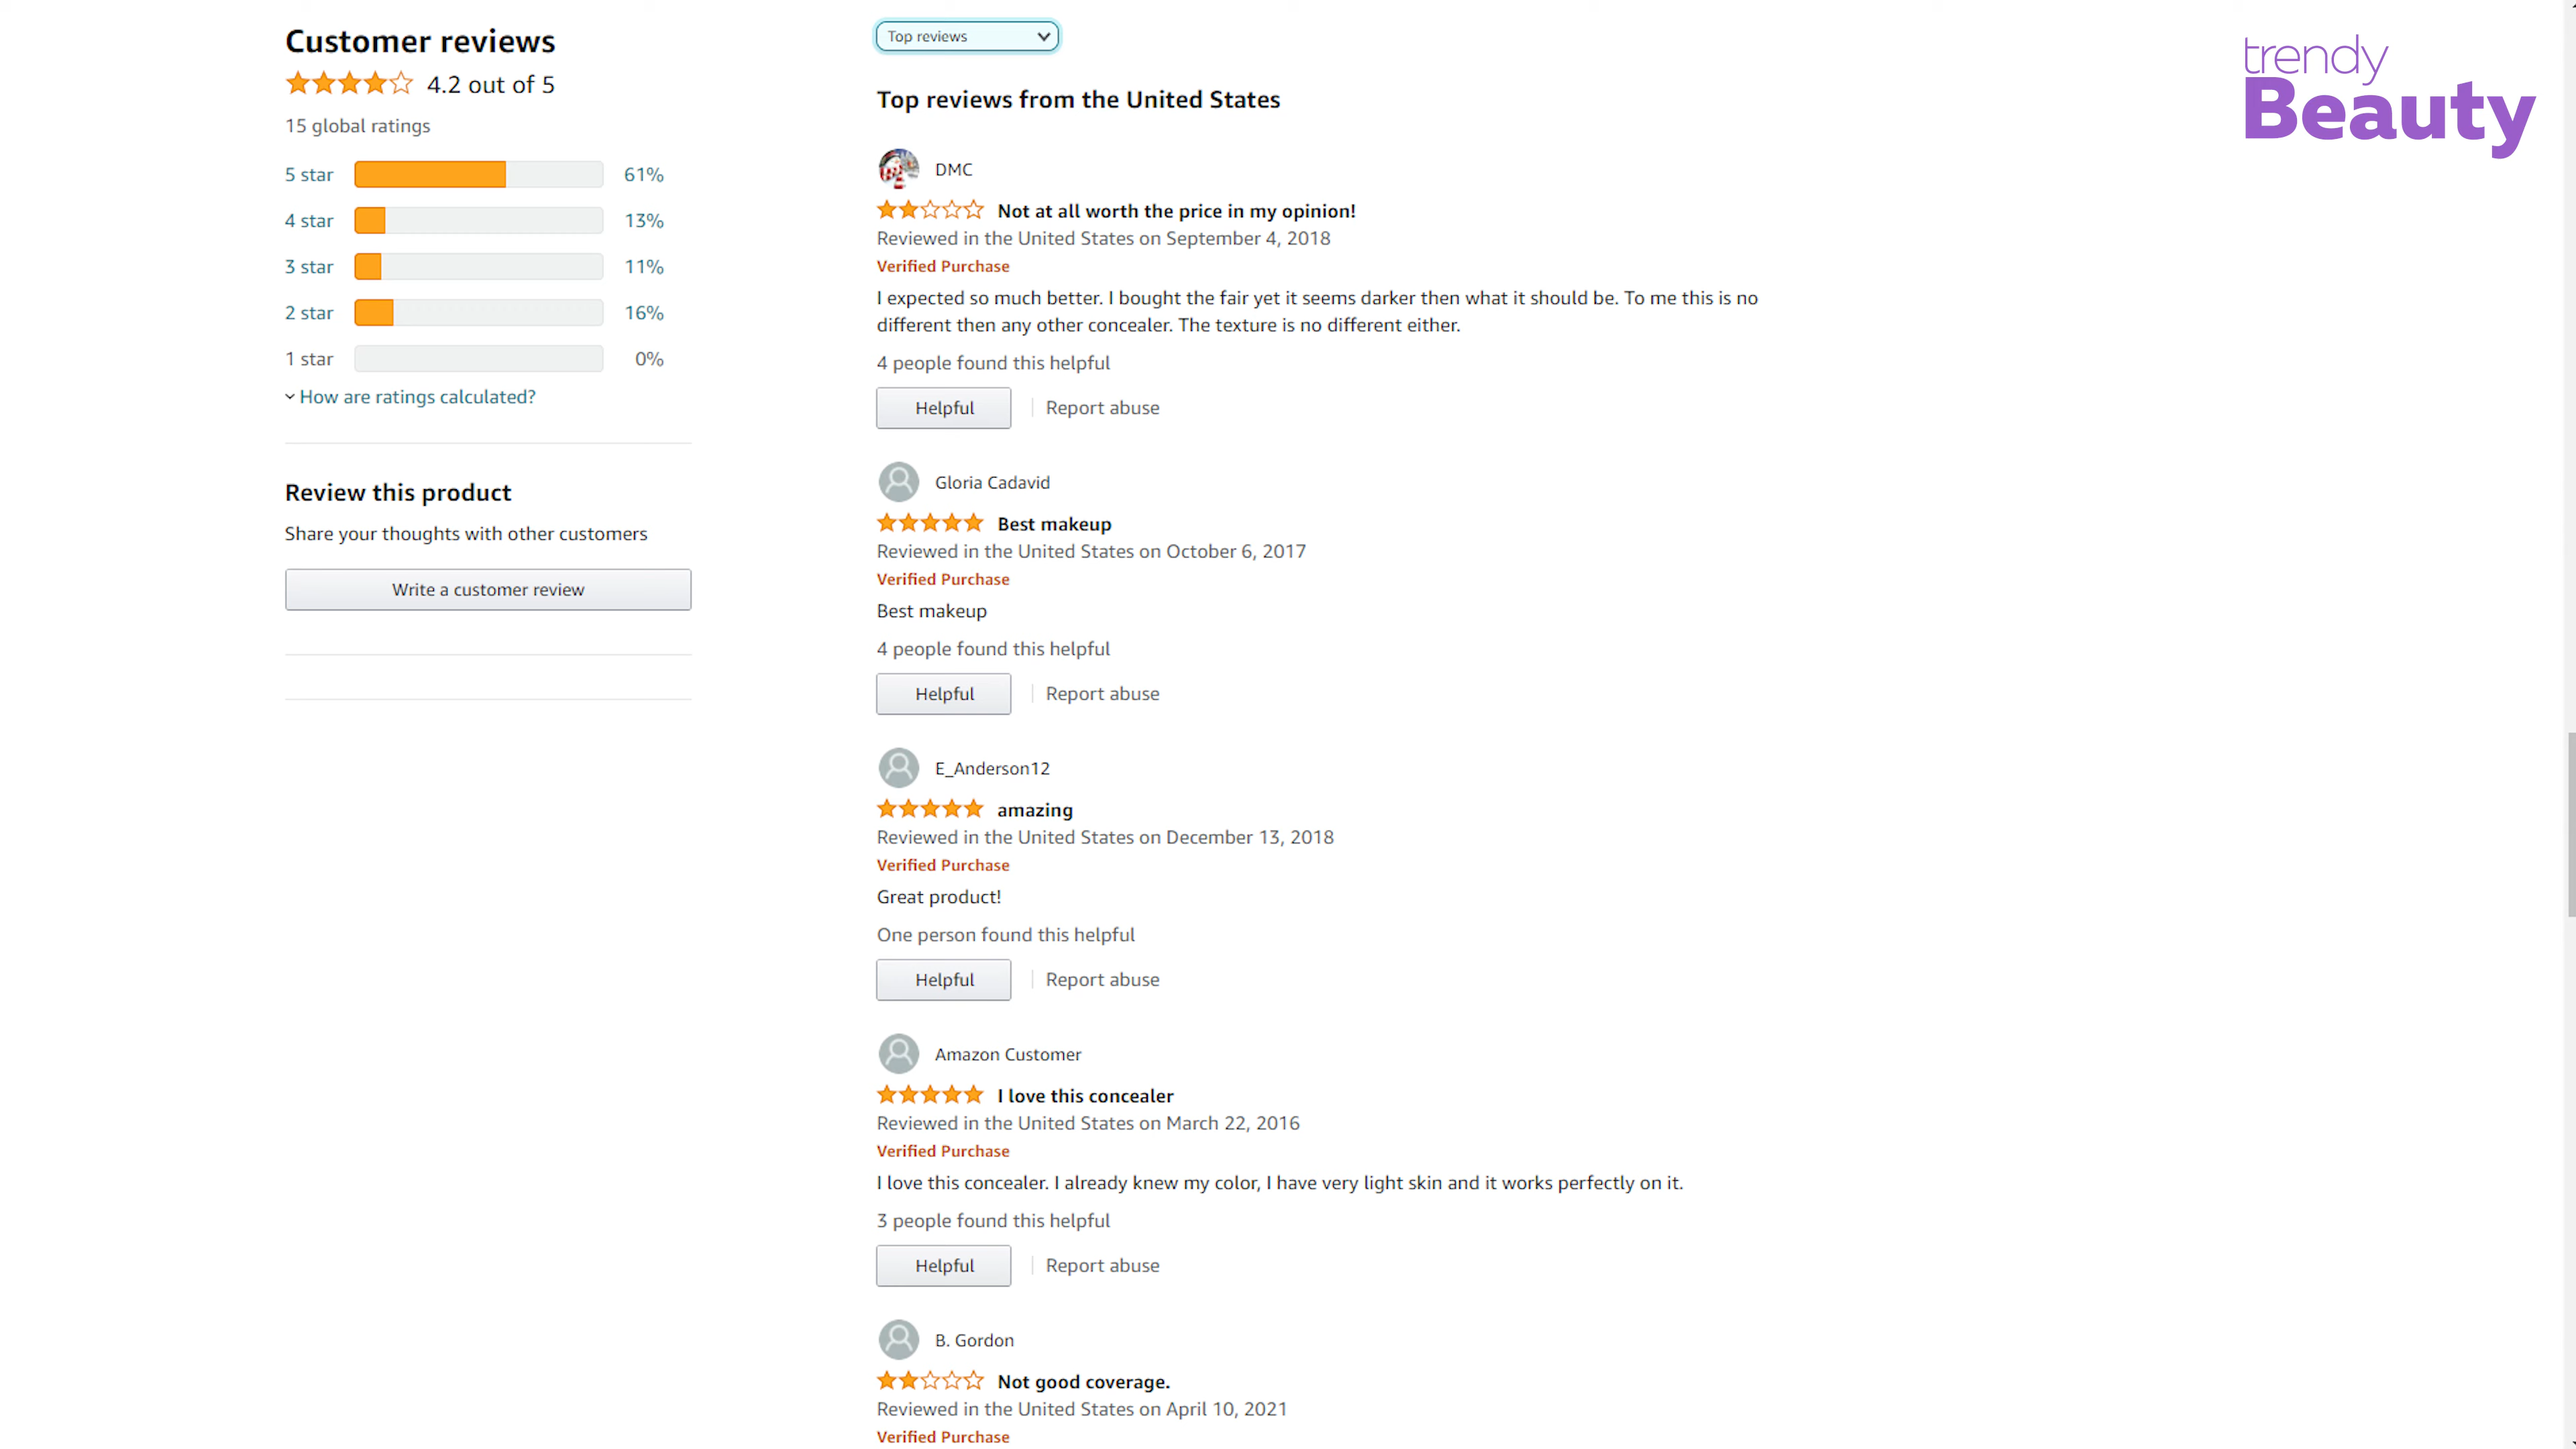 Customer reviews
4.2 out of 5
15 global ratings
5 star 61%
4 star 13%
3 star 11%
2 star 16%
1 star 0%
How are ratings calculated?
Review this product
Share your thoughts with other customers
Write a customer review
Top reviews
Top reviews from the United States
DMC
Not at all worth the price in my opinion!
Reviewed in the United States on September 4, 2018
Verified Purchase
I expected so much better. I bought the fair yet it seems darker then what it should be. To me this is no
different then any other concealer. The texture is no different either.
4 people found this helpful
Helpful Report abuse
Gloria Cadavid
Best makeup
Reviewed in the United States on October 6, 2017
Verified Purchase
Best makeup
4 people found this helpful
Helpful Report abuse
E_Anderson12
amazing
Reviewed in the United States on December 13, 2018
Verified Purchase
Great product!
One person found this helpful
Helpful Report abuse
Amazon Customer
I love this concealer
Reviewed in the United States on March 22, 2016
Verified Purchase
I love this concealer. I already knew my color, I have very light skin and it works perfectly on it.
3 people found this helpful
Helpful Report abuse
B. Gordon
Not good coverage.
Reviewed in the United States on April 10, 2021
Verified Purchase
trendy
Beauty